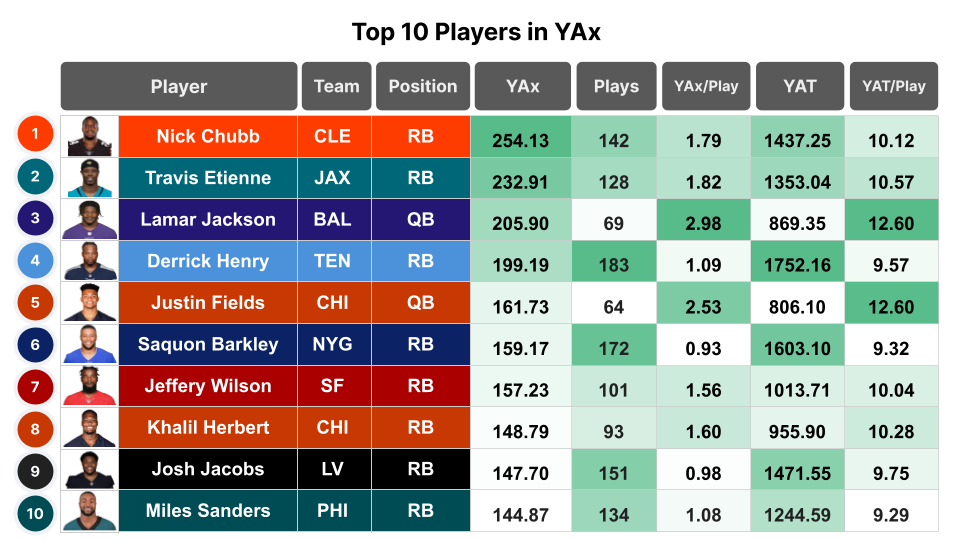 Top 10 Players in YAx
Player Team Position YAx Plays YAx/Play YAT YAT/Play
1 Nick Chubb CLE RB 254.13 142 1.79 1437.25 10.12
2 Travis Etienne JAX RB 232.91 128 1.82 1353.04 10.57
3 Lamar Jackson BAL QB 205.90 69 2.98 869.35 12.60
4 Derrick Henry TEN RB 199.19 183 1.09 1752.16 9.57
5 Justin Fields CHI QB 161.73 64 2.53 806.10 12.60
6 Saquon Barkley NYG RB 159.17 172 0.93 1603.10 9.32
7 Jeffery Wilson SF RB 157.23 101 1.56 1013.71 10.04
8 Khalil Herbert CHI RB 148.79 93 1.60 955.90 10.28
9 Josh Jacobs LV RB 147.70 151 0.98 1471.55 9.75
10 Miles Sanders PHI RB 144.87 134 1.08 1244.59 9.29